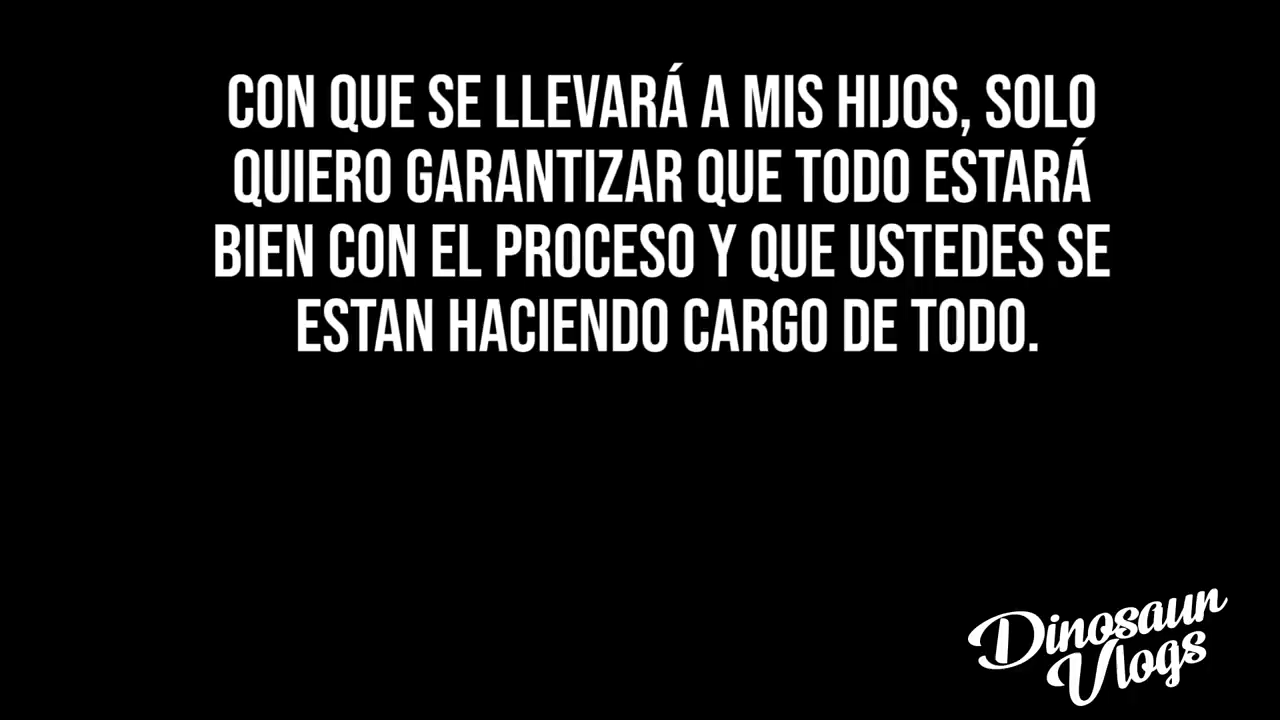 CON QUE SE LLEVARÁ A MIS HIJOS, SOLO
QUIERO GARANTIZAR QUE TODO ESTARÁ
BIEN CON EL PROCESO Y QUE USTEDES SE
ESTAN HACIENDO CARGO DE TODO.
Dinosaun
Vlogs